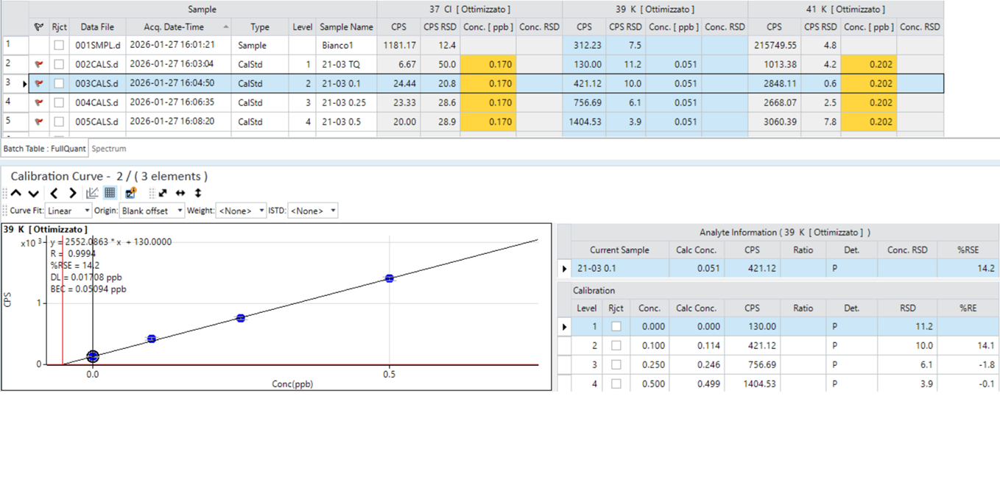 Sample 37 Cl [ Ottimizzato ] 39 K [ Ottimizzato ] 41 K [ Ottimizzato ]
Rjct Data File Acq. Date-Time Type Level Sample Name CPS CPS RSD Conc. [ ppb ] Conc. RSD CPS CPS RSD Conc. [ ppb ] Conc. RSD CPS CPS RSD Conc. [ ppb ] Conc. RSD
1 001SMPL.d 2026-01-27 16:01:21 Sample Bianco1 1181.17 12.4 312.23 7.5 215749.55 4.8
2 002CALS.d 2026-01-27 16:03:04 CalStd 1 21-03 TQ 6.67 50.0 0.170 130.00 11.2 0.051 1013.38 4.2 0.202
3 003CALS.d 2026-01-27 16:04:50 CalStd 2 21-03 0.1 24.44 20.8 0.170 421.12 10.0 0.051 2848.11 0.6 0.202
4 004CALS.d 2026-01-27 16:06:35 CalStd 3 21-03 0.25 23.33 28.6 0.170 756.69 6.1 0.051 2668.07 2.5 0.202
5 005CALS.d 2026-01-27 16:08:20 CalStd 4 21-03 0.5 20.00 28.9 0.170 1404.53 3.9 0.051 3060.39 7.8 0.202
Batch Table : FullQuant Spectrum
Calibration Curve - 2 / ( 3 elements )
Curve Fit: Linear Origin: Blank offset Weight: <None> ISTD: <None>
39 K [ Ottimizzato ]
x10 3
y = 2552.0863 * x + 130.0000
R = 0.9994
%RSE = 14.2
DL = 0.01708 ppb
BEC = 0.05094 ppb
CPS
1
0
0.0 0.5
Conc(ppb)
Analyte Information ( 39 K [ Ottimizzato ] )
Current Sample Calc Conc. CPS Ratio Det. Conc. RSD %RSE
21-03 0.1 0.051 421.12 P 14.2
Calibration
Level Rjct Conc. Calc Conc. CPS Ratio Det. RSD %RE
1 0.000 0.000 130.00 P 11.2
2 0.100 0.114 421.12 P 10.0 14.1
3 0.250 0.246 756.69 P 6.1 -1.8
4 0.500 0.499 1404.53 P 3.9 -0.1